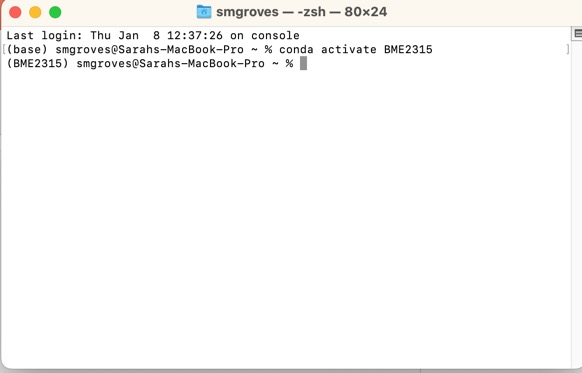 smgroves — -zsh — 80×24
Last login: Thu Jan  8 12:37:26 on console
[(base) smgroves@Sarahs-MacBook-Pro ~ % conda activate BME2315 ]
(BME2315) smgroves@Sarahs-MacBook-Pro ~ %